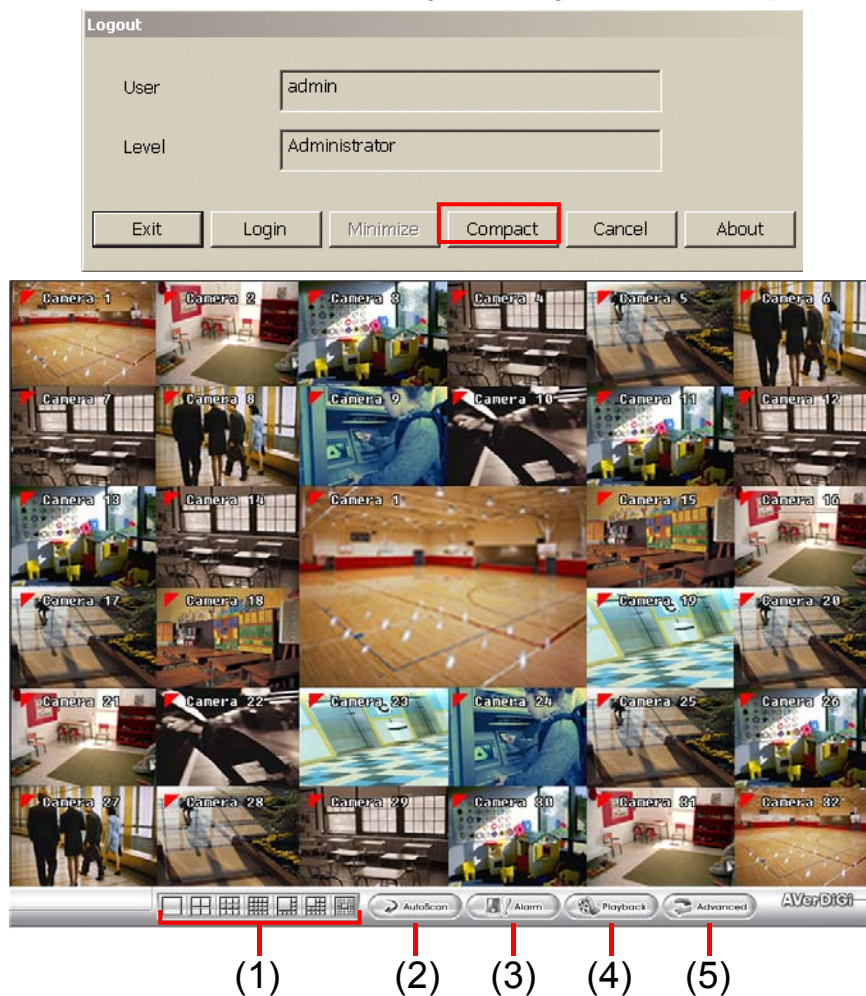 Logout
User admin
Level Administrator
Exit Login Minimize Compact Cancel About
Camera 1 Camera 2 Camera 3 Camera 4 Camera 5 Camera 6
Camera 7 Camera 8 Camera 9 Camera 10 Camera 11 Camera 12
Camera 13 Camera 14 Camera 1 Camera 15 Camera 16
Camera 17 Camera 18 Camera 19 Camera 20
Camera 21 Camera 22 Camera 23 Camera 24 Camera 25 Camera 26
Camera 27 Camera 28 Camera 29 Camera 30 Camera 31 Camera 32
AutoScan Alarm Playback Advanced AVerDiGi
(1) (2) (3) (4) (5)